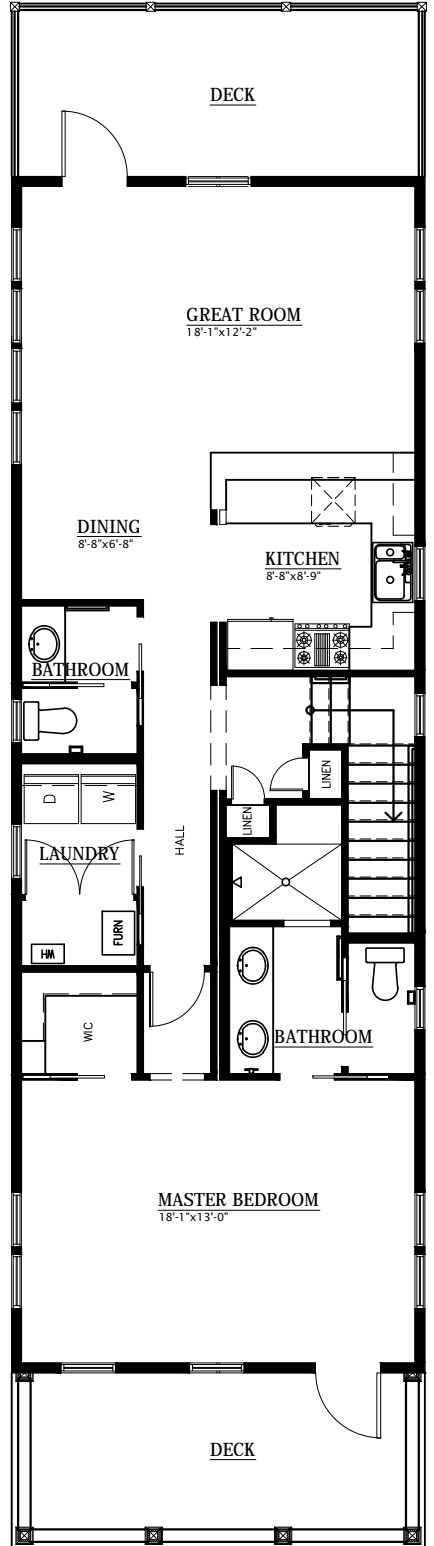 DECK
GREAT ROOM
18'-1"x12'-2"
DINING
8'-8"x6'-8"
KITCHEN
8'-8"x8'-9"
BATHROOM
LINEN
D
W
LINEN
HALL
LAUNDRY
FURN
HW
WIC
BATHROOM
MASTER BEDROOM
18'-1"x13'-0"
DECK